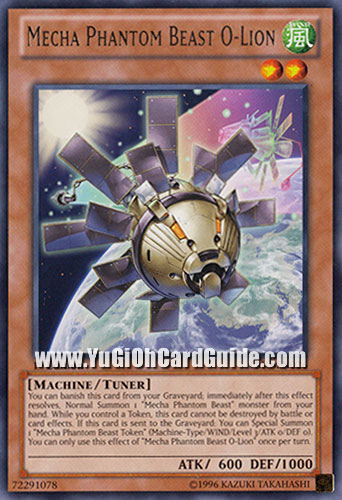 MECHA PHANTOM BEAST O-LION
風
www.YuGiOhCardGuide.com
[MACHINE / TUNER]
You can banish this card from your Graveyard; immediately after this effect
resolves, Normal Summon 1 "Mecha Phantom Beast" monster from your
hand. While you control a Token, this card cannot be destroyed by battle or
card effects. If this card is sent to the Graveyard: You can Special Summon
1 "Mecha Phantom Beast Token" (Machine-Type/WIND/Level 3/ATK 0/DEF 0).
You can only use this effect of "Mecha Phantom Beast O-Lion" once per turn.
ATK/ 600 DEF/1000
72291078
©1996 KAZUKI TAKAHASHI